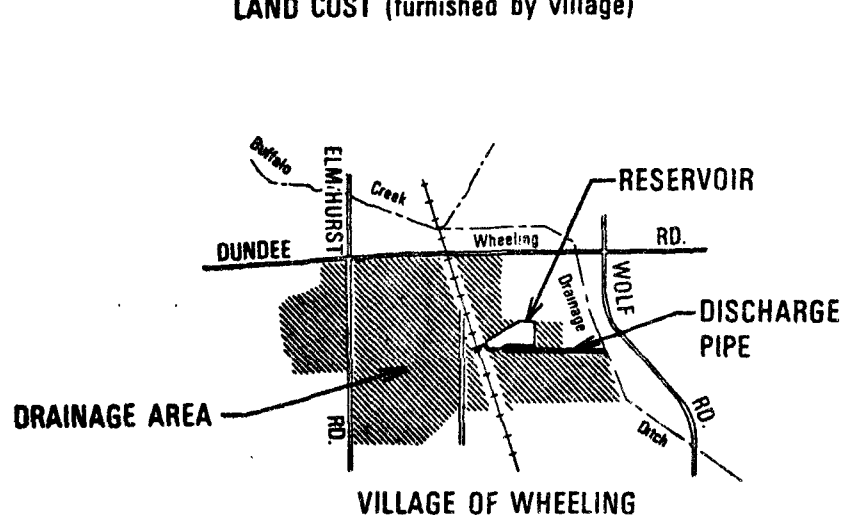 LAND COST (furnished by village)
Buffalo
ELMHURST
Creek
RESERVOIR
DUNDEE
Wheeling
RD.
WOLF
Drainage
DISCHARGE
PIPE
DRAINAGE AREA
RD.
RD.
Ditch
VILLAGE OF WHEELING